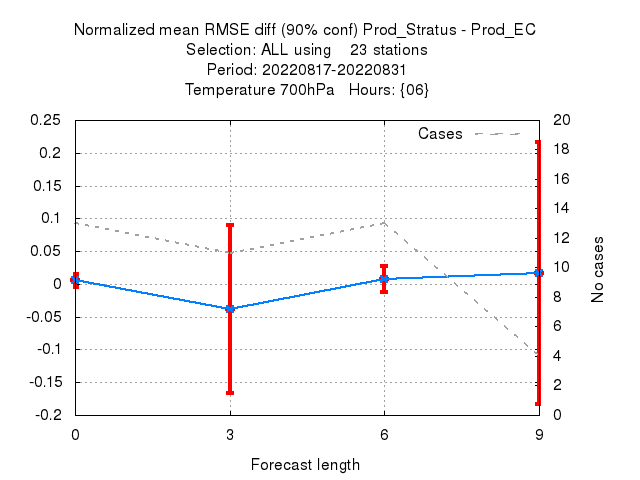 Normalized mean RMSE diff (90% conf) Prod_Stratus - Prod_EC
Selection: ALL using    23 stations
Period: 20220817-20220831
Temperature 700hPa   Hours: {06}
Cases
0.25
0.2
0.15
0.1
0.05
0
-0.05
-0.1
-0.15
-0.2
20
18
16
14
12
10
8
6
4
2
0
No cases
0 3 6 9
Forecast length